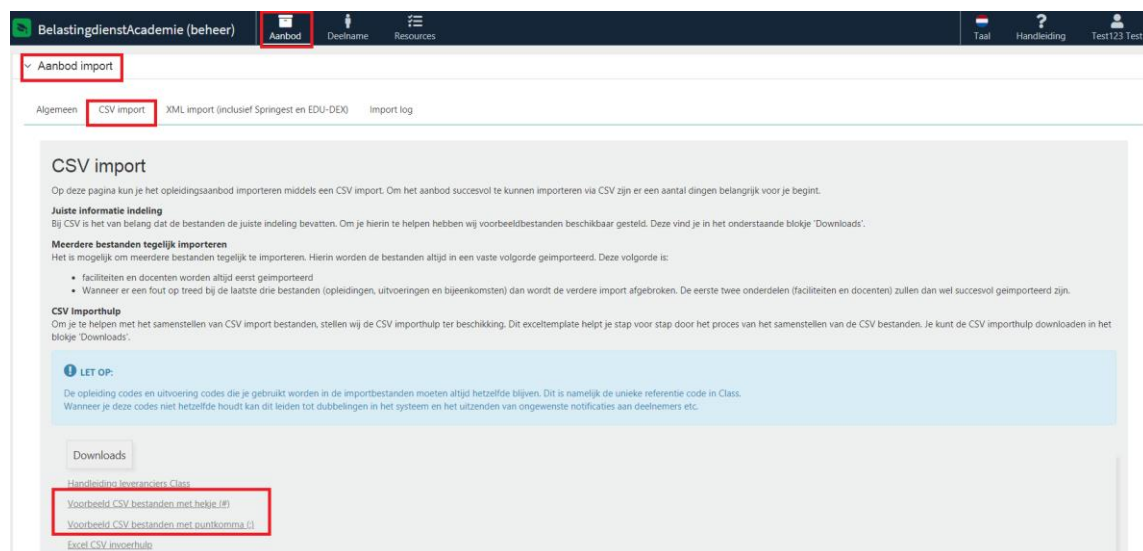 BelastingdienstAcademie (beheer)
Aanbod
Deelname
Resources
Taal
Handleiding
Test123 Test
Aanbod import
Algemeen
CSV import
XML import (inclusief Springest en EDU-DEX)
Import log
CSV import
Op deze pagina kun je het opleidingsaanbod importeren middels een CSV import. Om het aanbod succesvol te kunnen importeren via CSV zijn er een aantal dingen belangrijk voor je begint.
Juiste informatie indeling
Bij CSV is het van belang dat de bestanden de juiste indeling bevatten. Om je hierin te helpen hebben wij voorbeeldbestanden beschikbaar gesteld. Deze vind je in het onderstaande blokje 'Downloads'.
Meerdere bestanden tegelijk importeren
Het is mogelijk om meerdere bestanden tegelijk te importeren. Hierin worden de bestanden altijd in een vaste volgorde geimporteerd. Deze volgorde is:
• faciliteiten en docenten worden altijd eerst geimporteerd
• Wanneer er een fout op treed bij de laatste drie bestanden (opleidingen, uitvoeringen en bijeenkomsten) dan wordt de verdere import afgebroken. De eerste twee onderdelen (faciliteiten en docenten) zullen dan wel succesvol geimporteerd zijn.
CSV Importhulp
Om je te helpen met het samenstellen van CSV import bestanden, stellen wij de CSV importhulp ter beschikking. Dit exceltemplate helpt je stap voor stap door het proces van het samenstellen van de CSV bestanden. Je kunt de CSV importhulp downloaden in het
blokje 'Downloads'.
LET OP:
De opleiding codes en uitvoering codes die je gebruikt worden in de importbestanden moeten altijd hetzelfde blijven. Dit is namelijk de unieke referentie code in Class.
Wanneer je deze codes niet hetzelfde houdt kan dit leiden tot dubbelingen in het systeem en het uitzenden van ongewenste notificaties aan deelnemers etc.
Downloads
Handleiding leveranciers Class
Voorbeeld CSV bestanden met hekje (#)
Voorbeeld CSV bestanden met puntkomma (;)
Excel CSV invoerhulp